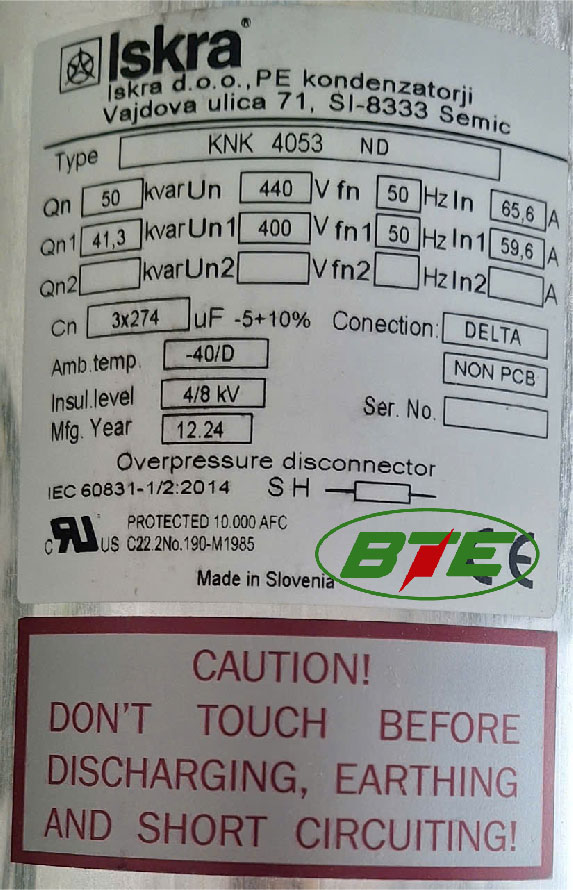 Iskra®
Iskra d.o.o., PE kondenzatorji
Vajdova ulica 71, SI-8333 Semic
Type KNK 4053 ND
Qn 50 kvar Un 440 V fn 50 Hz In 65,6 A
Qn1 41,3 kvar Un1 400 V fn1 50 Hz In1 59,6 A
Qn2 kvar Un2 V fn2 Hz In2 A
Cn 3x274 uF -5+10% Conection: DELTA
Amb.temp. -40/D NON PCB
Insul.level 4/8 kV Ser. No.
Mfg. Year 12.24
Overpressure disconnector
IEC 60831-1/2:2014 SH
c RU US PROTECTED 10.000 AFC
C22.2No.190-M1985
BTE CE
Made in Slovenia
CAUTION!
DON'T TOUCH BEFORE
DISCHARGING, EARTHING
AND SHORT CIRCUITING!